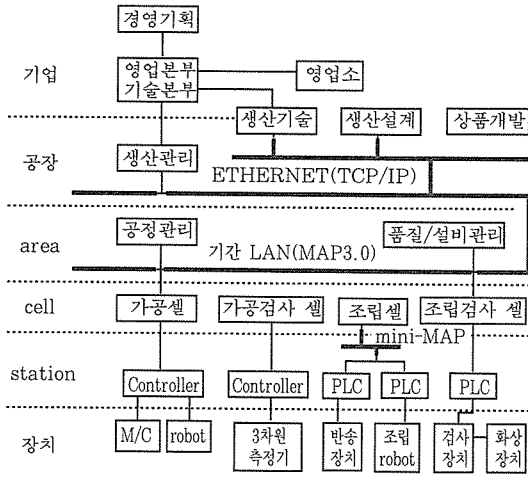 경영기획
기업
영업본부
기술본부
영업소
생산기술
생산설계
상품개발
공장
생산관리
ETHERNET(TCP/IP)
공정관리
품질/설비관리
area
기간 LAN(MAP3.0)
cell
가공셀
가공검사 셀
조립셀
조립검사 셀
mini-MAP
station
Controller
Controller
PLC
PLC
PLC
장치
M/C
robot
3차원
측정기
반송
장치
조립
robot
검사
장치
화상
장치